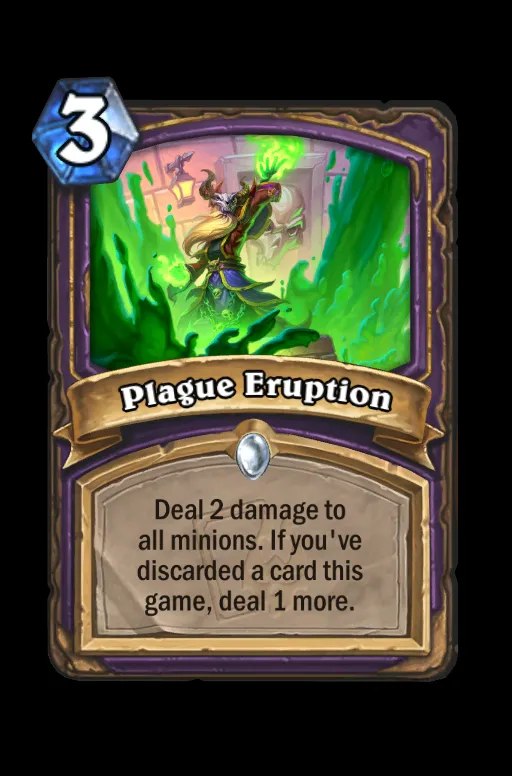 3
Plague Eruption
Deal 2 damage to
all minions. If you've
discarded a card this
game, deal 1 more.